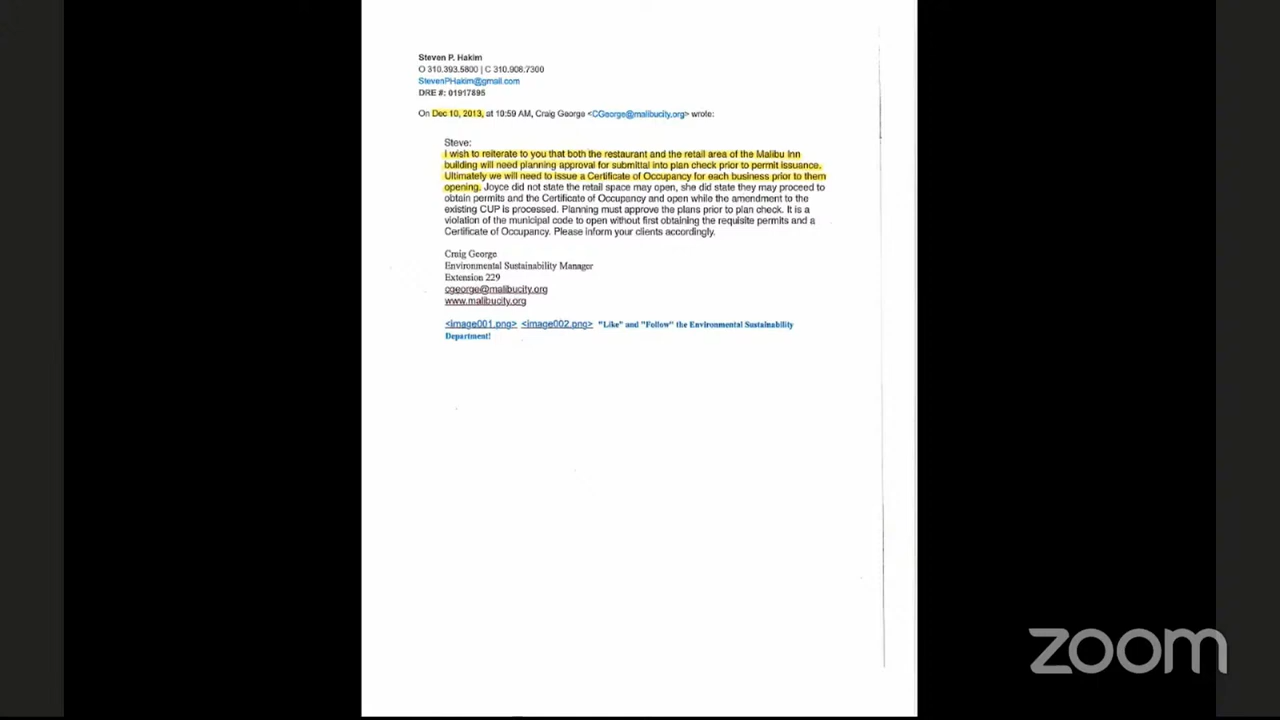 Steven P. Hakim
O 310.393.5800 | C 310.908.7300
StevenPHakim@gmail.com
DRE #: 01917895
On Dec 10, 2013, at 10:59 AM, Craig George <CGeorge@malibucity.org> wrote:
Steve:
I wish to reiterate to you that both the restaurant and the retail area of the Malibu Inn
building will need planning approval for submittal into plan check prior to permit issuance.
Ultimately we will need to issue a Certificate of Occupancy for each business prior to them
opening. Joyce did not state the retail space may open, she did state they may proceed to
obtain permits and the Certificate of Occupancy and open while the amendment to the
existing CUP is processed. Planning must approve the plans prior to plan check. It is a
violation of the municipal code to open without first obtaining the requisite permits and a
Certificate of Occupancy. Please inform your clients accordingly.
Craig George
Environmental Sustainability Manager
Extension 229
cgeorge@malibucity.org
www.malibucity.org
<image001.png> <image002.png> "Like" and "Follow" the Environmental Sustainability
Department!
zoom